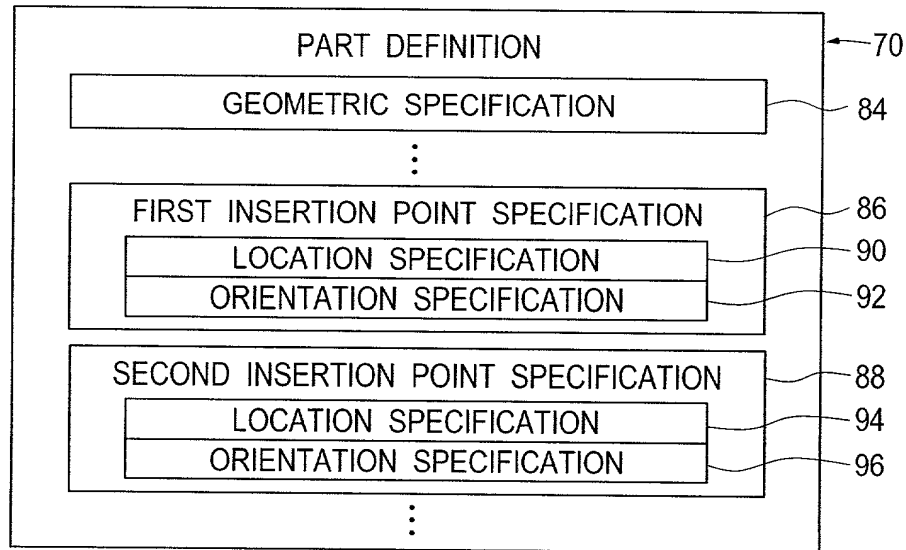 PART DEFINITION
70
GEOMETRIC SPECIFICATION
84
FIRST INSERTION POINT SPECIFICATION
86
LOCATION SPECIFICATION
90
ORIENTATION SPECIFICATION
92
SECOND INSERTION POINT SPECIFICATION
88
LOCATION SPECIFICATION
94
ORIENTATION SPECIFICATION
96